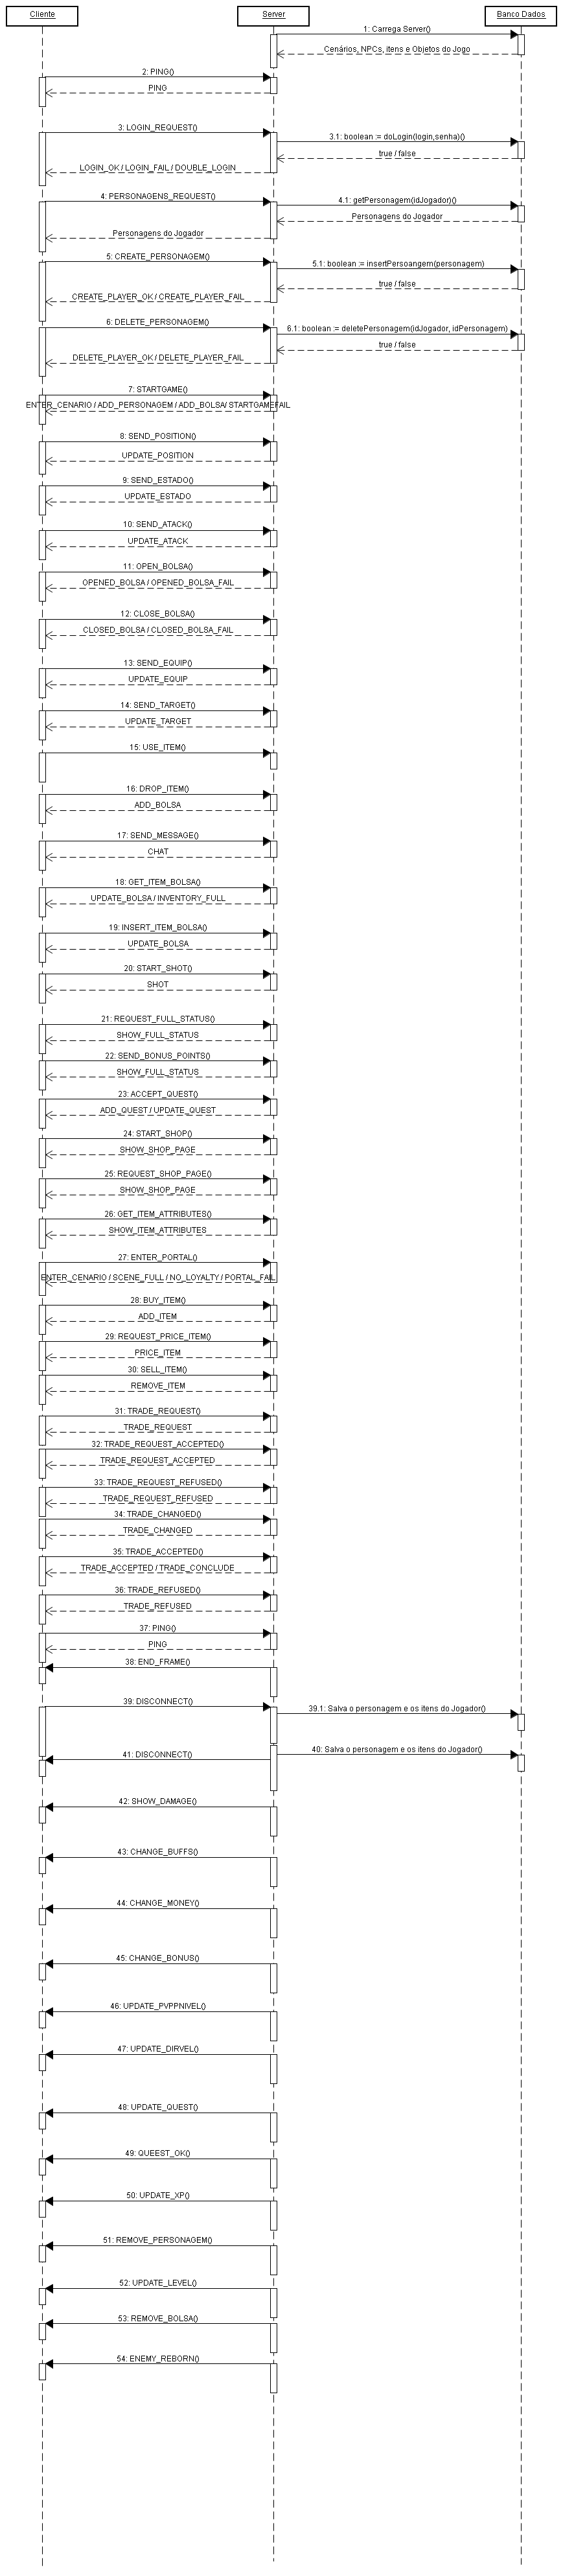 Cliente
Server
Banco Dados
1: Carrega Server()
Cenários, NPCs, itens e Objetos do Jogo
2: PING()
PING
3: LOGIN_REQUEST()
3.1: boolean := doLogin(login,senha)()
true / false
LOGIN_OK / LOGIN_FAIL / DOUBLE_LOGIN
4: PERSONAGENS_REQUEST()
4.1: getPersonagem(idJogador)()
Personagens do Jogador
Personagens do Jogador
5: CREATE_PERSONAGEM()
5.1: boolean := insertPersoangem(personagem)
true / false
CREATE_PLAYER_OK / CREATE_PLAYER_FAIL
6: DELETE_PERSONAGEM()
6.1: boolean := deletePersonagem(idJogador, idPersonagem)
true / false
DELETE_PLAYER_OK / DELETE_PLAYER_FAIL
7: STARTGAME()
ENTER_CENARIO / ADD_PERSONAGEM / ADD_BOLSA/ STARTGAMEFAIL
8: SEND_POSITION()
UPDATE_POSITION
9: SEND_ESTADO()
UPDATE_ESTADO
10: SEND_ATACK()
UPDATE_ATACK
11: OPEN_BOLSA()
OPENED_BOLSA / OPENED_BOLSA_FAIL
12: CLOSE_BOLSA()
CLOSED_BOLSA / CLOSED_BOLSA_FAIL
13: SEND_EQUIP()
UPDATE_EQUIP
14: SEND_TARGET()
UPDATE_TARGET
15: USE_ITEM()
16: DROP_ITEM()
ADD_BOLSA
17: SEND_MESSAGE()
CHAT
18: GET_ITEM_BOLSA()
UPDATE_BOLSA / INVENTORY_FULL
19: INSERT_ITEM_BOLSA()
UPDATE_BOLSA
20: START_SHOT()
SHOT
21: REQUEST_FULL_STATUS()
SHOW_FULL_STATUS
22: SEND_BONUS_POINTS()
SHOW_FULL_STATUS
23: ACCEPT_QUEST()
ADD_QUEST / UPDATE_QUEST
24: START_SHOP()
SHOW_SHOP_PAGE
25: REQUEST_SHOP_PAGE()
SHOW_SHOP_PAGE
26: GET_ITEM_ATTRIBUTES()
SHOW_ITEM_ATTRIBUTES
27: ENTER_PORTAL()
ENTER_CENARIO / SCENE_FULL / NO_LOYALTY / PORTAL_FAIL
28: BUY_ITEM()
ADD_ITEM
29: REQUEST_PRICE_ITEM()
PRICE_ITEM
30: SELL_ITEM()
REMOVE_ITEM
31: TRADE_REQUEST()
TRADE_REQUEST
32: TRADE_REQUEST_ACCEPTED()
TRADE_REQUEST_ACCEPTED
33: TRADE_REQUEST_REFUSED()
TRADE_REQUEST_REFUSED
34: TRADE_CHANGED()
TRADE_CHANGED
35: TRADE_ACCEPTED()
TRADE_ACCEPTED / TRADE_CONCLUDE
36: TRADE_REFUSED()
TRADE_REFUSED
37: PING()
PING
38: END_FRAME()
39: DISCONNECT()
39.1: Salva o personagem e os itens do Jogador()
40: Salva o personagem e os itens do Jogador()
41: DISCONNECT()
42: SHOW_DAMAGE()
43: CHANGE_BUFFS()
44: CHANGE_MONEY()
45: CHANGE_BONUS()
46: UPDATE_PVPPNIVEL()
47: UPDATE_DIRVEL()
48: UPDATE_QUEST()
49: QUEEST_OK()
50: UPDATE_XP()
51: REMOVE_PERSONAGEM()
52: UPDATE_LEVEL()
53: REMOVE_BOLSA()
54: ENEMY_REBORN()